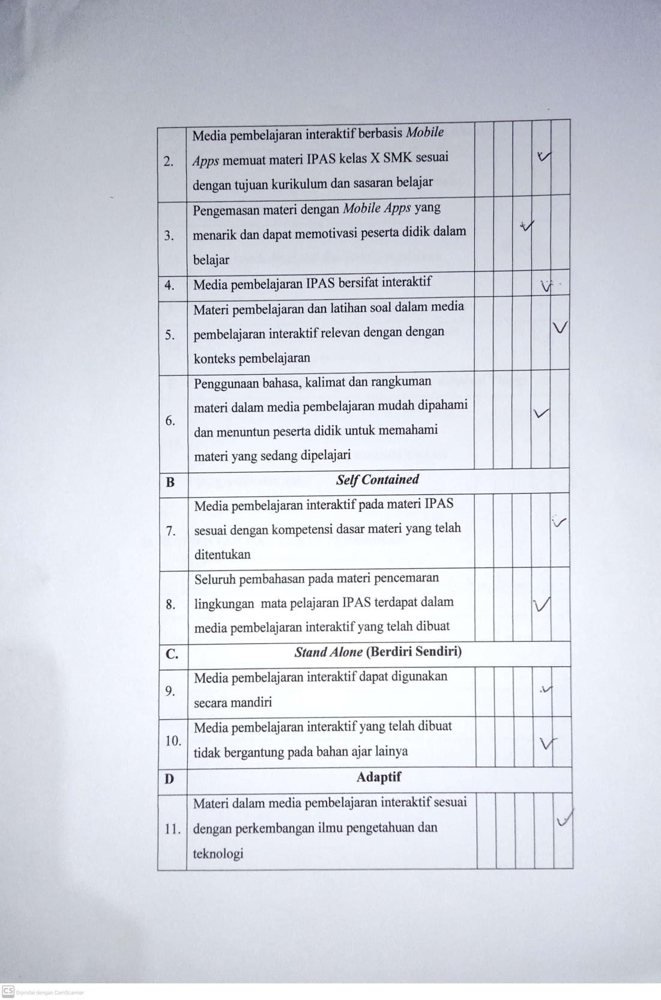 Media pembelajaran interaktif berbasis Mobile
2. Apps memuat materi IPAS kelas X SMK sesuai
dengan tujuan kurikulum dan sasaran belajar
Pengemasan materi dengan Mobile Apps yang
3. menarik dan dapat memotivasi peserta didik dalam
belajar
4. Media pembelajaran IPAS bersifat interaktif
Materi pembelajaran dan latihan soal dalam media
5. pembelajaran interaktif relevan dengan dengan
konteks pembelajaran
Penggunaan bahasa, kalimat dan rangkuman
materi dalam media pembelajaran mudah dipahami
6.
dan menuntun peserta didik untuk memahami
materi yang sedang dipelajari
B Self Contained
Media pembelajaran interaktif pada materi IPAS
7. sesuai dengan kompetensi dasar materi yang telah
ditentukan
Seluruh pembahasan pada materi pencemaran
8. lingkungan mata pelajaran IPAS terdapat dalam
media pembelajaran interaktif yang telah dibuat
C. Stand Alone (Berdiri Sendiri)
Media pembelajaran interaktif dapat digunakan
9.
secara mandiri
Media pembelajaran interaktif yang telah dibuat
10.
tidak bergantung pada bahan ajar lainya
D Adaptif
Materi dalam media pembelajaran interaktif sesuai
11. dengan perkembangan ilmu pengetahuan dan
teknologi
CS Dipindai dengan CamScanner